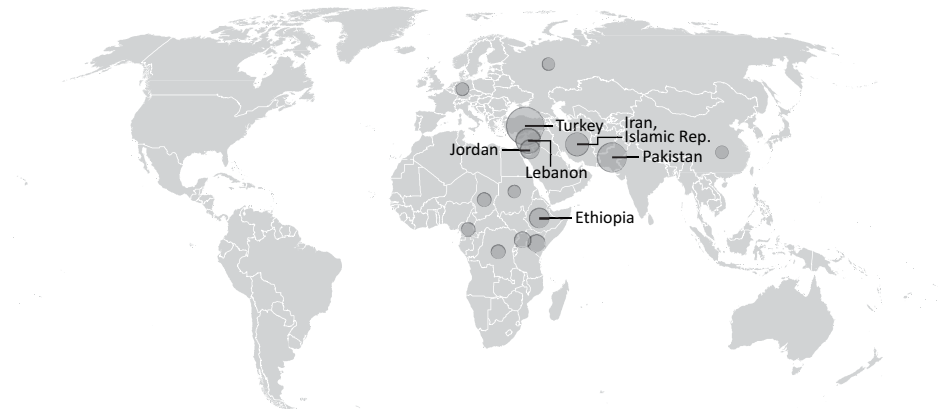 Turkey
Iran,
Islamic Rep.
Jordan
Pakistan
Lebanon
Ethiopia